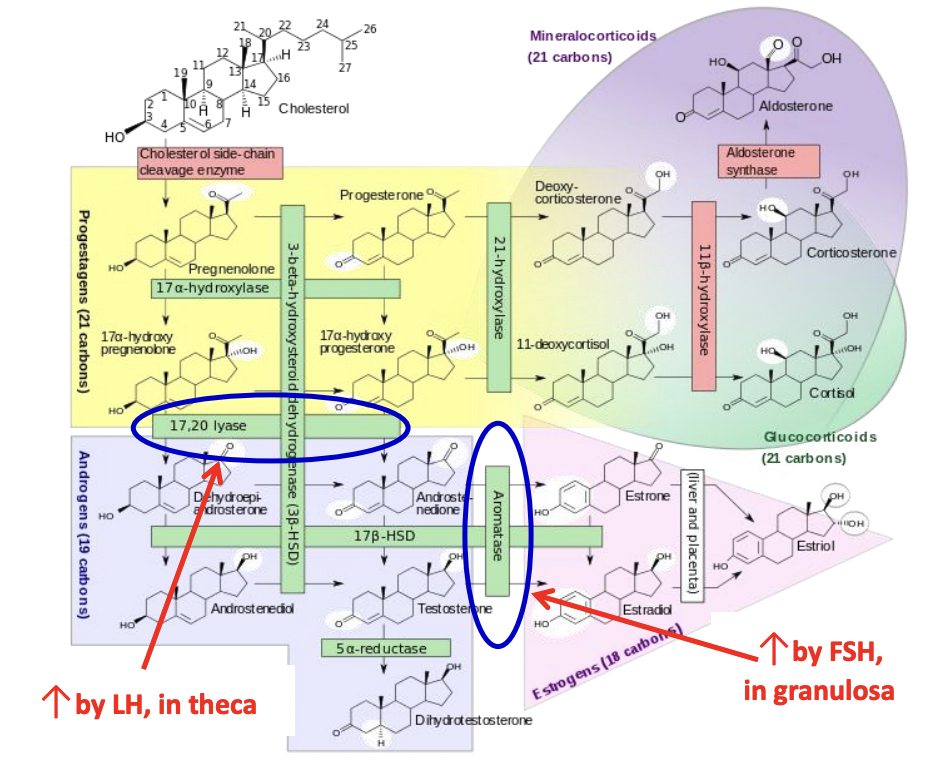 21
22
24
26
20
23
25
27
18
12
17
H
11
13
16
19
14
15
1
9
2
10
8
H
H
3
4
5
6
7
HO
Cholesterol
Cholesterol side-chain
cleavage enzyme
Mineralocorticoids
(21 carbons)
O
O
HO
OH
O
Aldosterone
Aldosterone
synthase
Progestagens (21 carbons)
O
HO
Pregnenolone
Progesterone
O
O
Deoxy-
corticosterone
OH
O
O
OH
O
HO
O
Corticosterone
17α-hydroxylase
3-beta-hydroxysteroid dehydrogenase (3β-HSD)
21-hydroxylase
11β-hydroxylase
17α-hydroxy
pregnenolone
O
OH
HO
17α-hydroxy
progesterone
O
OH
O
11-deoxycortisol
OH
O
OH
O
OH
O
HO
OH
O
Cortisol
Glucocorticoids
(21 carbons)
17,20 lyase
Androgens (19 carbons)
O
HO
Dehydroepi-
androsterone
O
O
Androste-
nedione
Aromatase
O
HO
Estrone
(liver and placenta)
OH
OH
HO
Estriol
17β-HSD
OH
HO
Androstenediol
OH
O
Testosterone
OH
HO
Estradiol
Estrogens (18 carbons)
5α-reductase
OH
O
H
Dihydrotestosterone
↑ by LH, in theca
↑ by FSH,
in granulosa